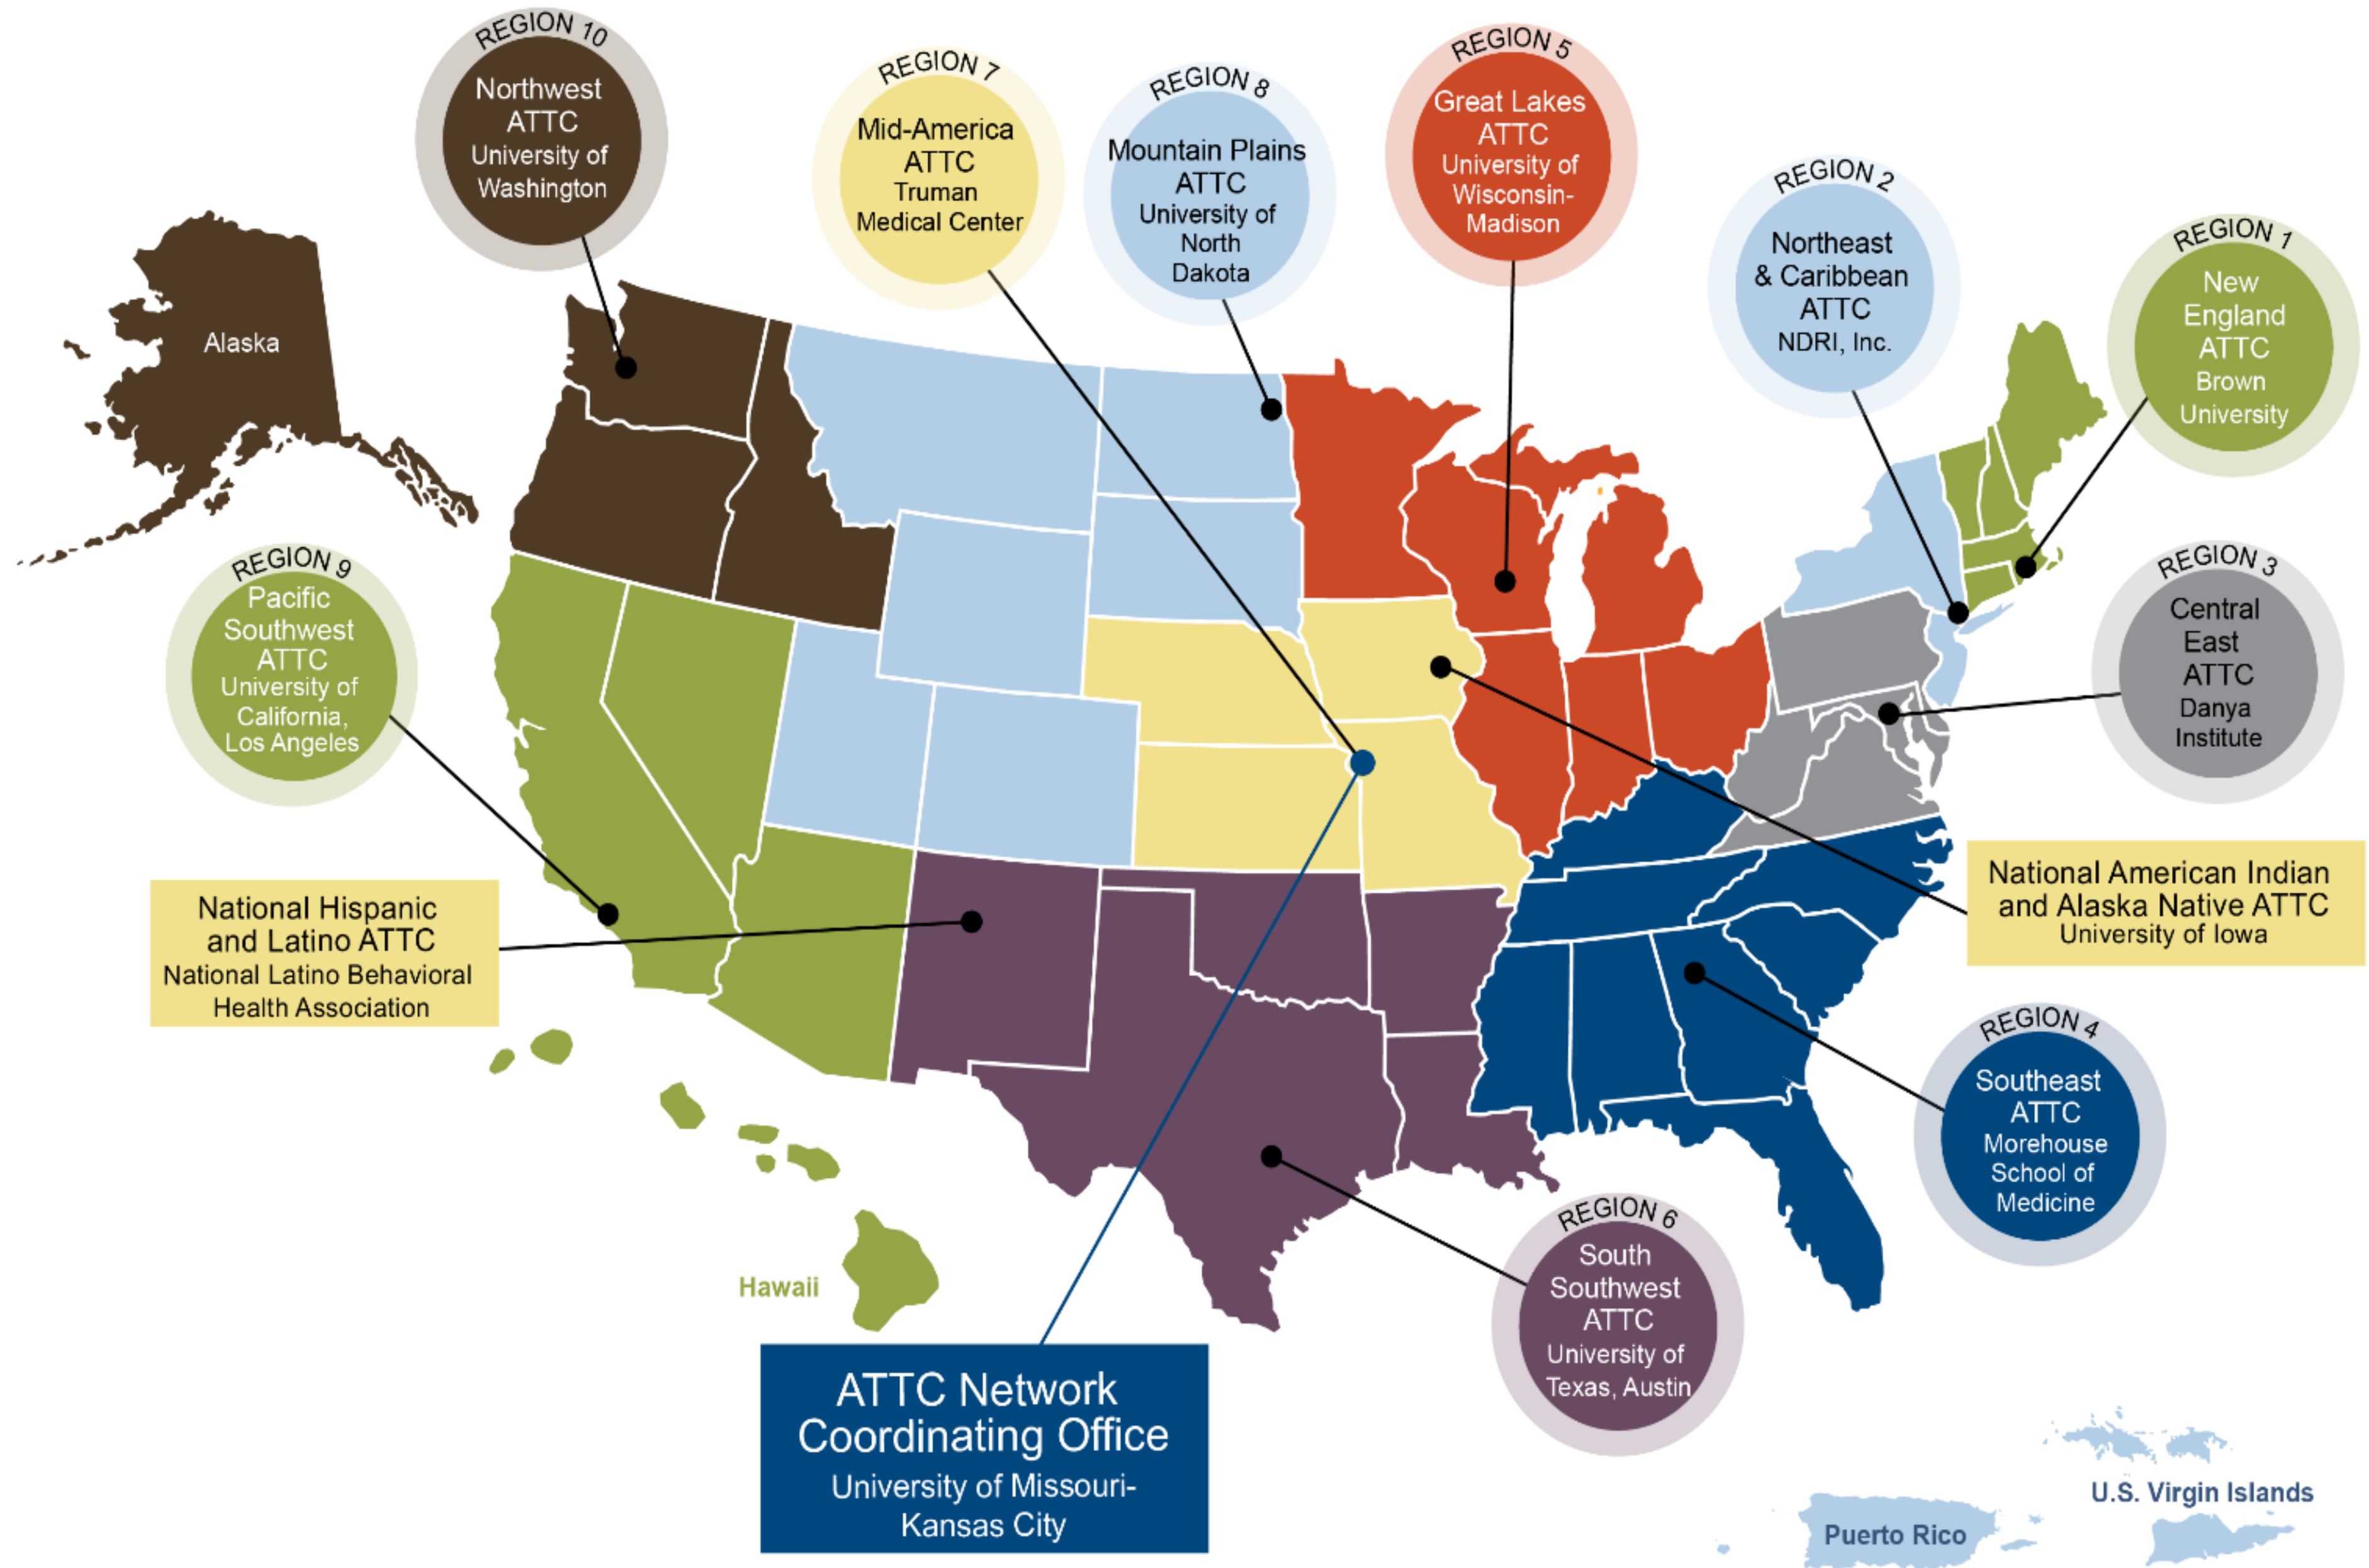 REGION 10
Northwest
ATTC
University of
Washington
REGION 7
Mid-America
ATTC
Truman
Medical Center
REGION 8
Mountain Plains
ATTC
University of
North
Dakota
REGION 5
Great Lakes
ATTC
University of
Wisconsin-
Madison
REGION 2
Northeast
& Caribbean
ATTC
NDRI, Inc.
REGION 1
New
England
ATTC
Brown
University
Alaska
REGION 9
Pacific
Southwest
ATTC
University of
California,
Los Angeles
REGION 3
Central
East
ATTC
Danya
Institute
National Hispanic
and Latino ATTC
National Latino Behavioral
Health Association
National American Indian
and Alaska Native ATTC
University of Iowa
REGION 4
Southeast
ATTC
Morehouse
School of
Medicine
REGION 6
South
Southwest
ATTC
University of
Texas, Austin
Hawaii
ATTC Network
Coordinating Office
University of Missouri-
Kansas City
U.S. Virgin Islands
Puerto Rico